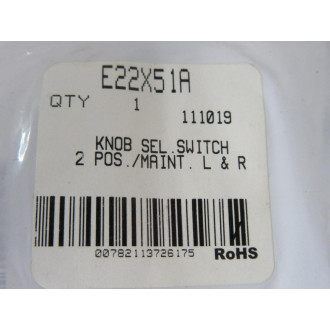 E22X51A
QTY 1 111019
KNOB SEL.SWITCH
2 POS./MAINT. L & R
00782113726175 RoHS